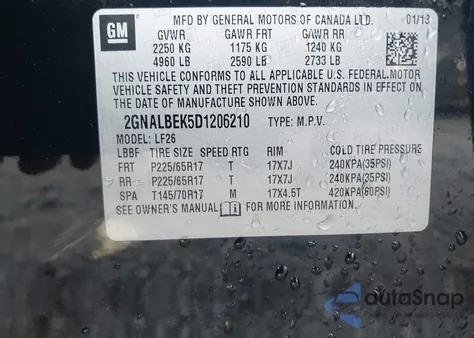 GM
MFD BY GENERAL MOTORS OF CANADA LTD. 01/13
GVWR GAWR FRT GAWR RR
2250 KG 1175 KG 1240 KG
4960 LB 2590 LB 2733 LB
THIS VEHICLE CONFORMS TO ALL APPLICABLE U.S. FEDERAL MOTOR
VEHICLE SAFETY AND THEFT PREVENTION STANDARDS IN EFFECT ON
THE DATE OF MANUFACTURE SHOWN ABOVE.
2GNALBEK5D1206210 TYPE: M.P.V.
MODEL: LF26
LBBF TIRE SIZE SPEED RTG RIM COLD TIRE PRESSURE
FRT P225/65R17 T 17X7J 240KPA(35PSI)
RR P225/65R17 T 17X7J 240KPA(35PSI)
SPA T145/70R17 M 17X4.5T 420KPA(60PSI)
SEE OWNER'S MANUAL FOR MORE INFORMATION.
autoSnap